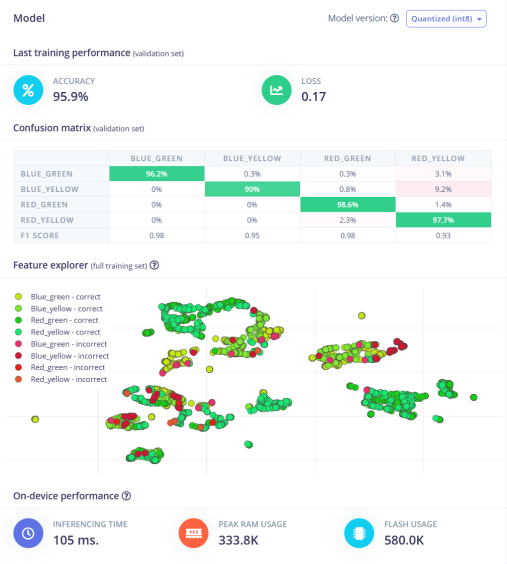 Model
Model version: Quantized (int8)
Last training performance (validation set)
% ACCURACY
95.9%
LOSS
0.17
Confusion matrix (validation set)
BLUE_GREEN BLUE_YELLOW RED_GREEN RED_YELLOW
BLUE_GREEN 96.2% 0.3% 0.3% 3.1%
BLUE_YELLOW 0% 90% 0.8% 9.2%
RED_GREEN 0% 0% 98.6% 1.4%
RED_YELLOW 0% 0% 2.3% 97.7%
F1 SCORE 0.98 0.95 0.98 0.93
Feature explorer (full training set) ?
Blue_green - correct
Blue_yellow - correct
Red_green - correct
Red_yellow - correct
Blue_green - incorrect
Blue_yellow - incorrect
Red_green - incorrect
Red_yellow - incorrect
On-device performance ?
INFERENCING TIME
105 ms.
PEAK RAM USAGE
333.8K
FLASH USAGE
580.0K